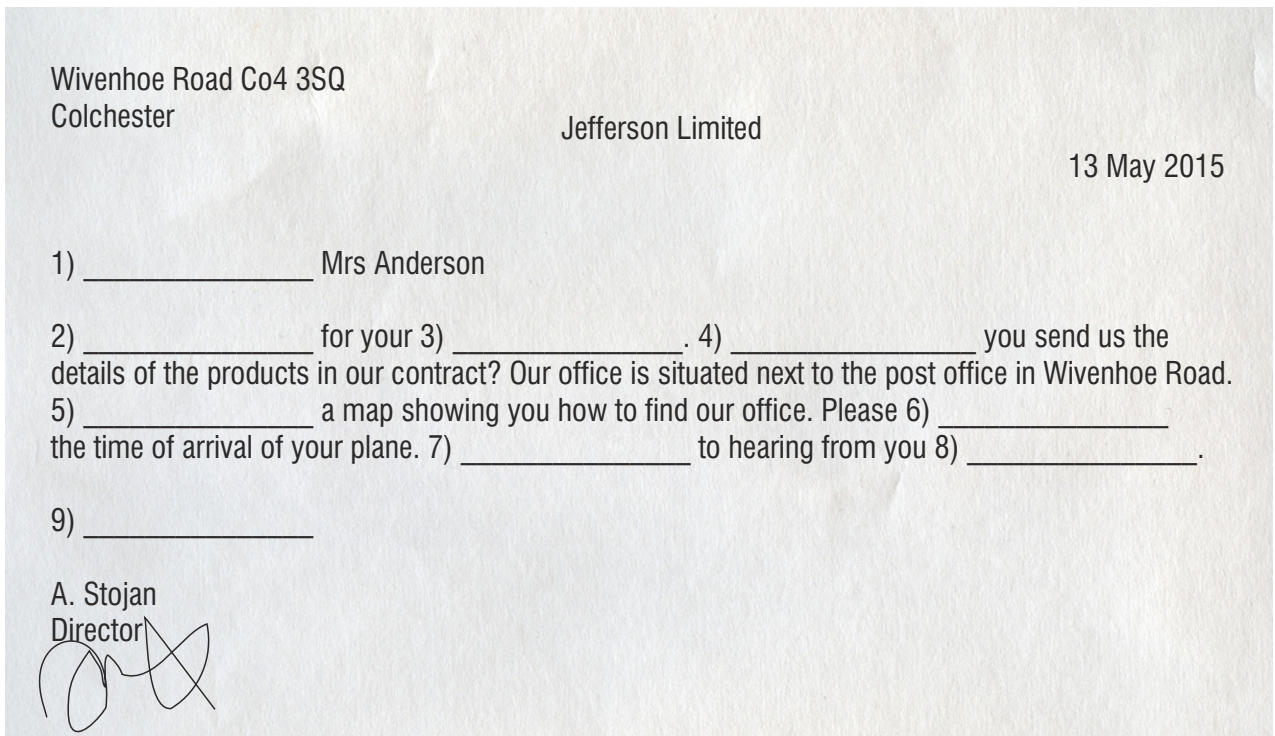 Wivenhoe Road Co4 3SQ
Colchester
Jefferson Limited
13 May 2015
1) _______________ Mrs Anderson
2) _______________ for your 3) _______________. 4) ________________ you send us the
details of the products in our contract? Our office is situated next to the post office in Wivenhoe Road.
5) _______________ a map showing you how to find our office. Please 6) _______________
the time of arrival of your plane. 7) _______________ to hearing from you 8) _______________.
9) _______________
A. Stojan
Director